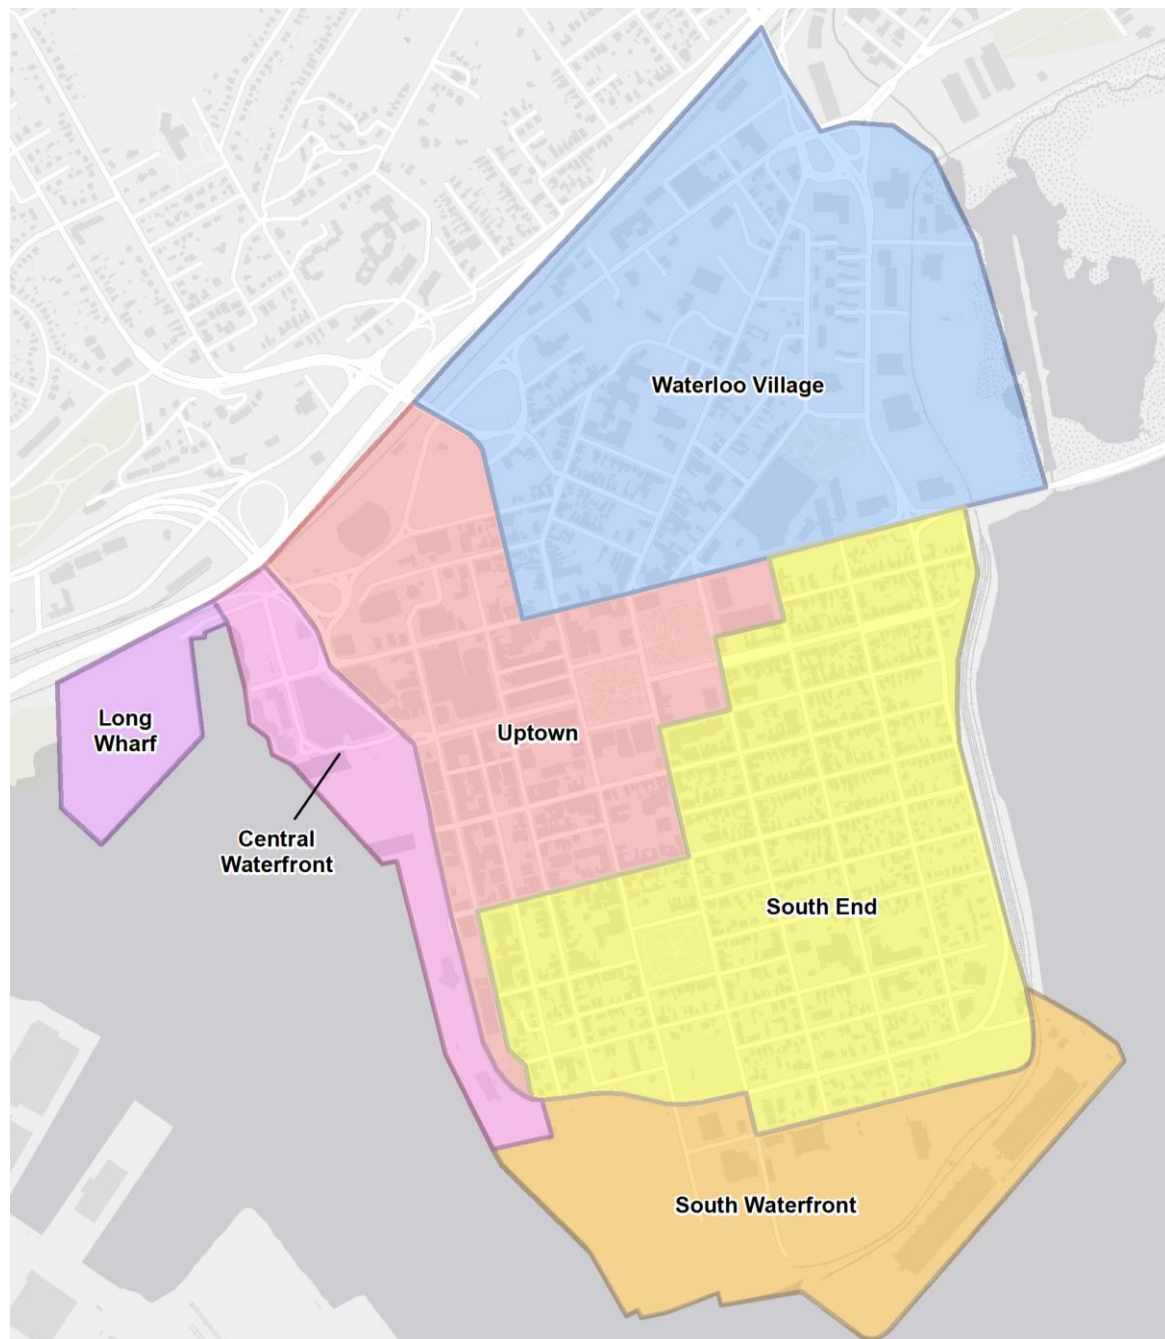 Waterloo Village
Long
Wharf
Uptown
Central
Waterfront
South End
South Waterfront